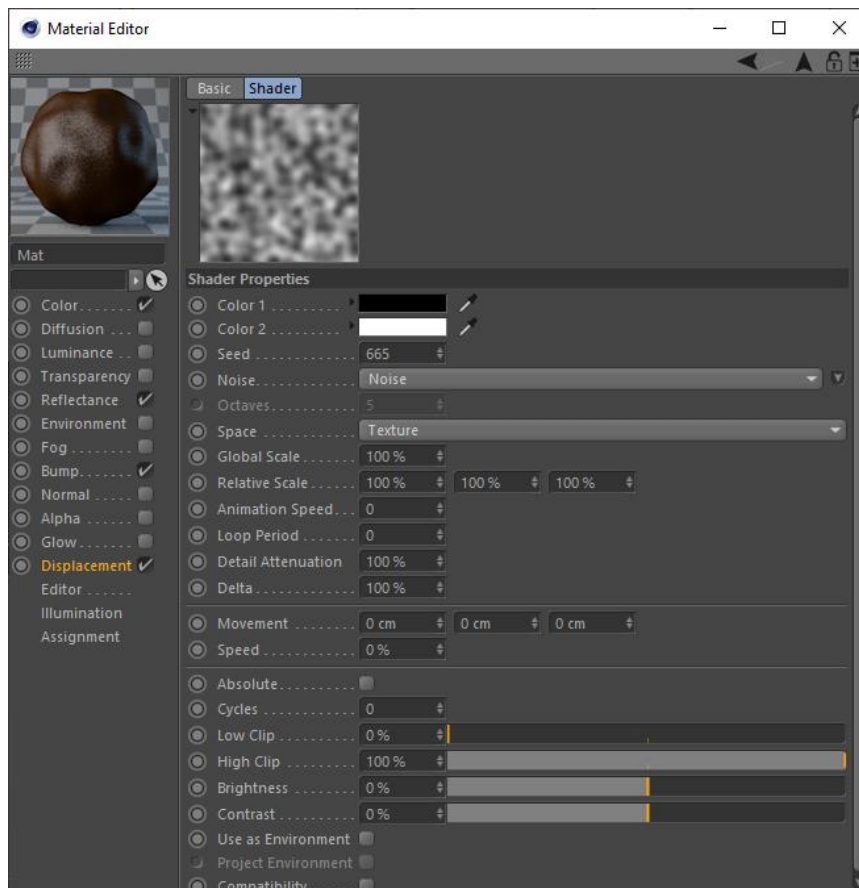 Material Editor
Basic Shader
Mat
Color
Diffusion
Luminance
Transparency
Reflectance
Environment
Fog
Bump
Normal
Alpha
Glow
Displacement
Editor
Illumination
Assignment
Shader Properties
Color 1
Color 2
Seed 665
Noise Noise
Octaves 5
Space Texture
Global Scale 100 %
Relative Scale 100 % 100 % 100 %
Animation Speed 0
Loop Period 0
Detail Attenuation 100 %
Delta 100 %
Movement 0 cm 0 cm 0 cm
Speed 0 %
Absolute
Cycles 0
Low Clip 0 %
High Clip 100 %
Brightness 0 %
Contrast 0 %
Use as Environment
Project Environment
Compatibility